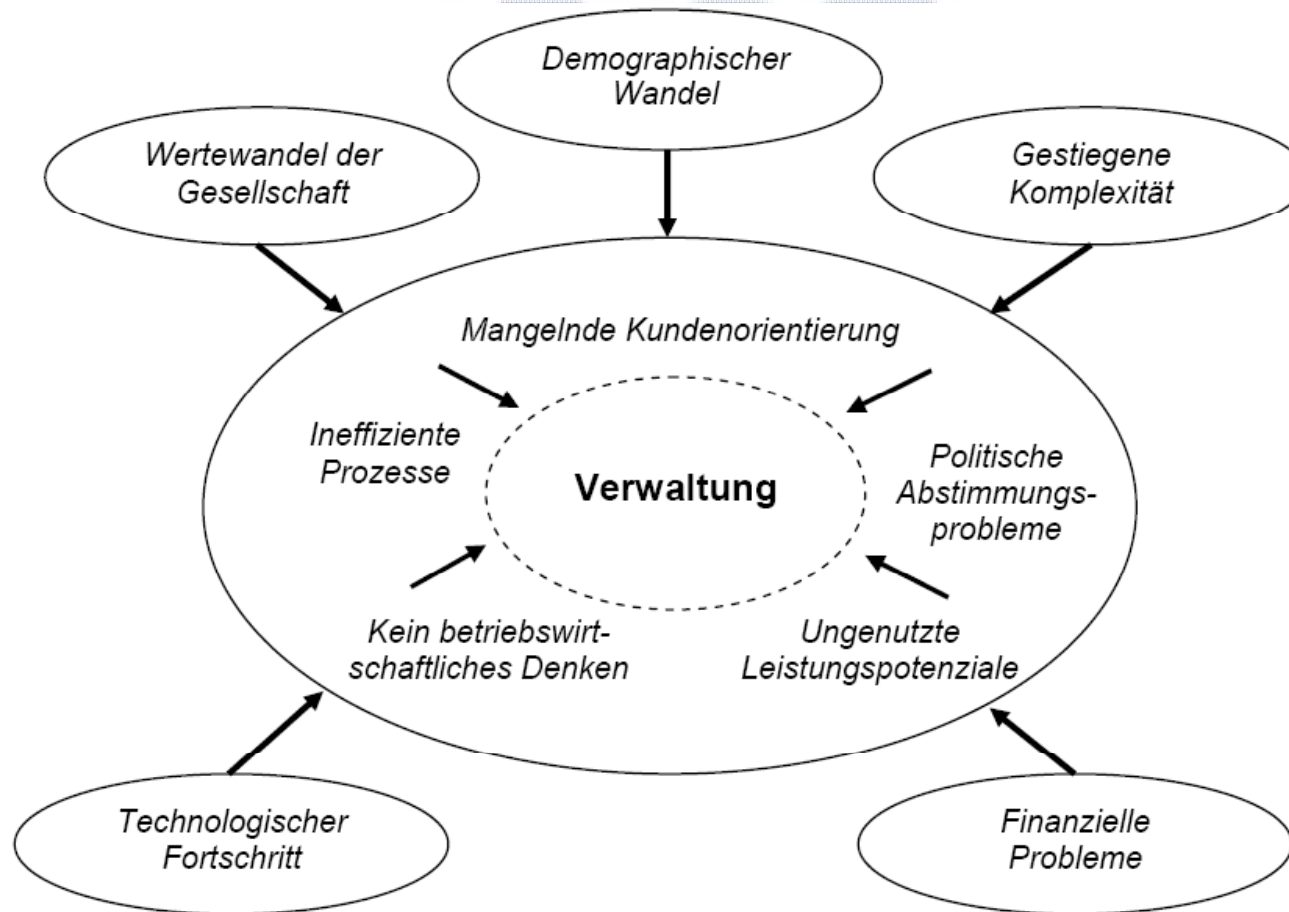 Demographischer
Wandel
Wertewandel der
Gesellschaft
Gestiegene
Komplexität
Mangelnde Kundenorientierung
Ineffiziente
Prozesse
Verwaltung
Politische
Abstimmungs-
probleme
Kein betriebswirt-
schaftliches Denken
Ungenutzte
Leistungspotenziale
Technologischer
Fortschritt
Finanzielle
Probleme